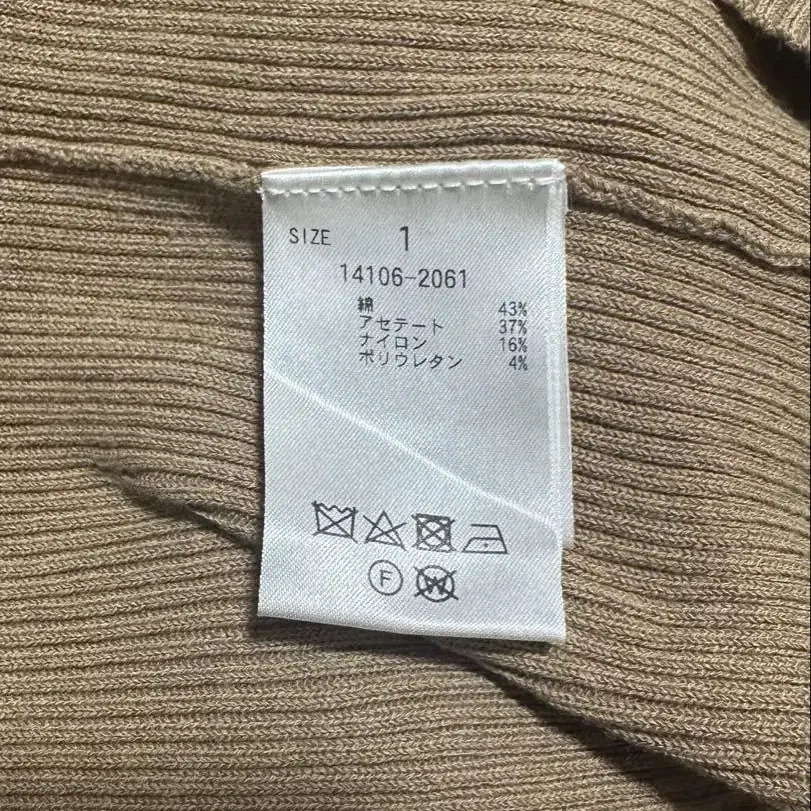 SIZE 1
14106-2061
綿 43%
アセテート 37%
ナイロン 16%
ポリウレタン 4%
F
W